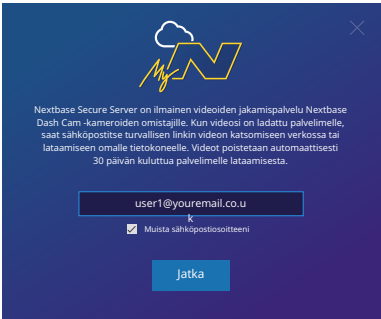 My N
Nextbase Secure Server on ilmainen videoiden jakamispalvelu Nextbase
Dash Cam -kameroiden omistajille. Kun videosi on ladattu palvelimelle,
saat sähköpostitse turvallisen linkin videon katsomiseen verkossa tai
lataamiseen omalle tietokoneelle. Videot poistetaan automaattisesti
30 päivän kuluttua palvelimelle lataamisesta.
user1@youremail.co.u
k
Muista sähköpostiosoitteeni
Jatka